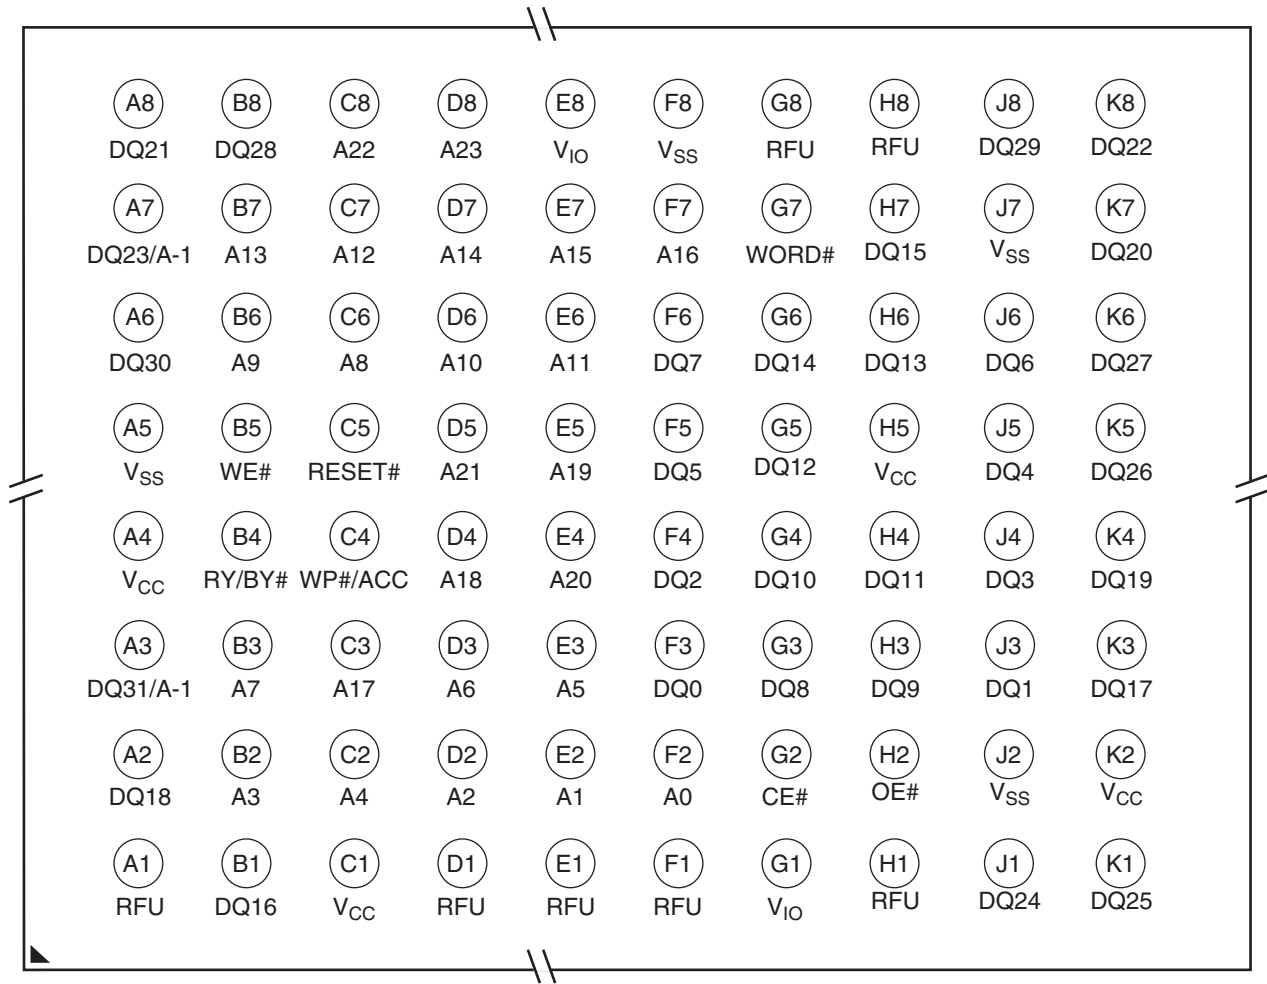 A8 B8 C8 D8 E8 F8 G8 H8 J8 K8
DQ21 DQ28 A22 A23 VIO VSS RFU RFU DQ29 DQ22
A7 B7 C7 D7 E7 F7 G7 H7 J7 K7
DQ23/A-1 A13 A12 A14 A15 A16 WORD# DQ15 VSS DQ20
A6 B6 C6 D6 E6 F6 G6 H6 J6 K6
DQ30 A9 A8 A10 A11 DQ7 DQ14 DQ13 DQ6 DQ27
A5 B5 C5 D5 E5 F5 G5 H5 J5 K5
VSS WE# RESET# A21 A19 DQ5 DQ12 VCC DQ4 DQ26
A4 B4 C4 D4 E4 F4 G4 H4 J4 K4
VCC RY/BY# WP#/ACC A18 A20 DQ2 DQ10 DQ11 DQ3 DQ19
A3 B3 C3 D3 E3 F3 G3 H3 J3 K3
DQ31/A-1 A7 A17 A6 A5 DQ0 DQ8 DQ9 DQ1 DQ17
A2 B2 C2 D2 E2 F2 G2 H2 J2 K2
DQ18 A3 A4 A2 A1 A0 CE# OE# VSS VCC
A1 B1 C1 D1 E1 F1 G1 H1 J1 K1
RFU DQ16 VCC RFU RFU RFU VIO RFU DQ24 DQ25